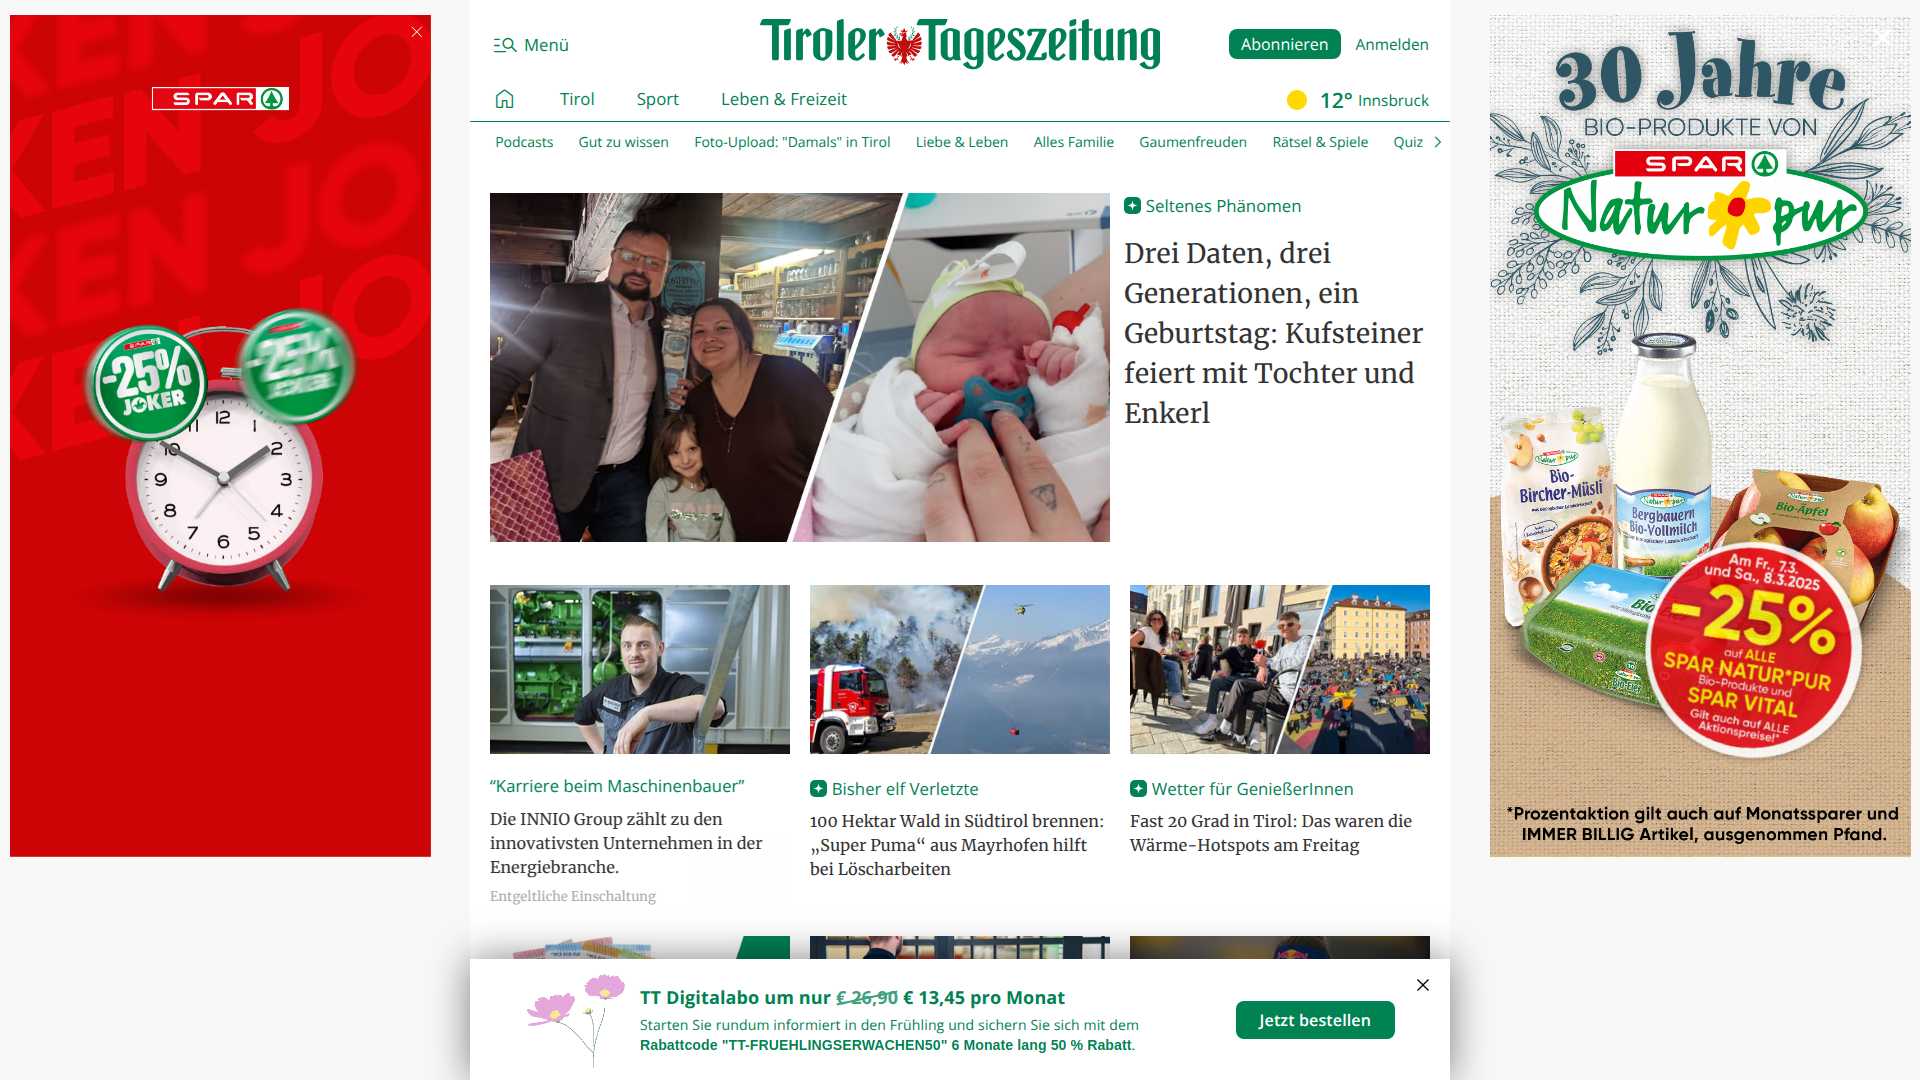 SPAR
-25%
JOKER
Menü
Tiroler Tageszeitung
Abonnieren
Anmelden
Tirol
Sport
Leben & Freizeit
12° Innsbruck
Podcasts
Gut zu wissen
Foto-Upload: "Damals" in Tirol
Liebe & Leben
Alles Familie
Gaumenfreuden
Rätsel & Spiele
Quiz
Seltenes Phänomen
Drei Daten, drei
Generationen, ein
Geburtstag: Kufsteiner
feiert mit Tochter und
Enkerl
“Karriere beim Maschinenbauer”
Die INNIO Group zählt zu den
innovativsten Unternehmen in der
Energiebranche.
Entgeltliche Einschaltung
Bisher elf Verletzte
100 Hektar Wald in Südtirol brennen:
„Super Puma“ aus Mayrhofen hilft
bei Löscharbeiten
Wetter für GenießerInnen
Fast 20 Grad in Tirol: Das waren die
Wärme-Hotspots am Freitag
TT Digitalabo um nur € 26,90 € 13,45 pro Monat
Starten Sie rundum informiert in den Frühling und sichern Sie sich mit dem
Rabattcode "TT-FRUEHLINGSERWACHEN50" 6 Monate lang 50 % Rabatt.
Jetzt bestellen
30 Jahre
BIO-PRODUKTE VON
SPAR
Natur pur
Bio-
Bircher-Müsli
Bergbauern
Bio-Vollmilch
Bio-Äpfel
Bio-Eier
Am Fr., 7.3.
und Sa., 8.3.2025
-25%
auf ALLE
SPAR NATUR*PUR
Bio-Produkte und
SPAR VITAL
Gilt auch auf ALLE
Aktionspreise!*
*Prozentaktion gilt auch auf Monatssparer und
IMMER BILLIG Artikel, ausgenommen Pfand.